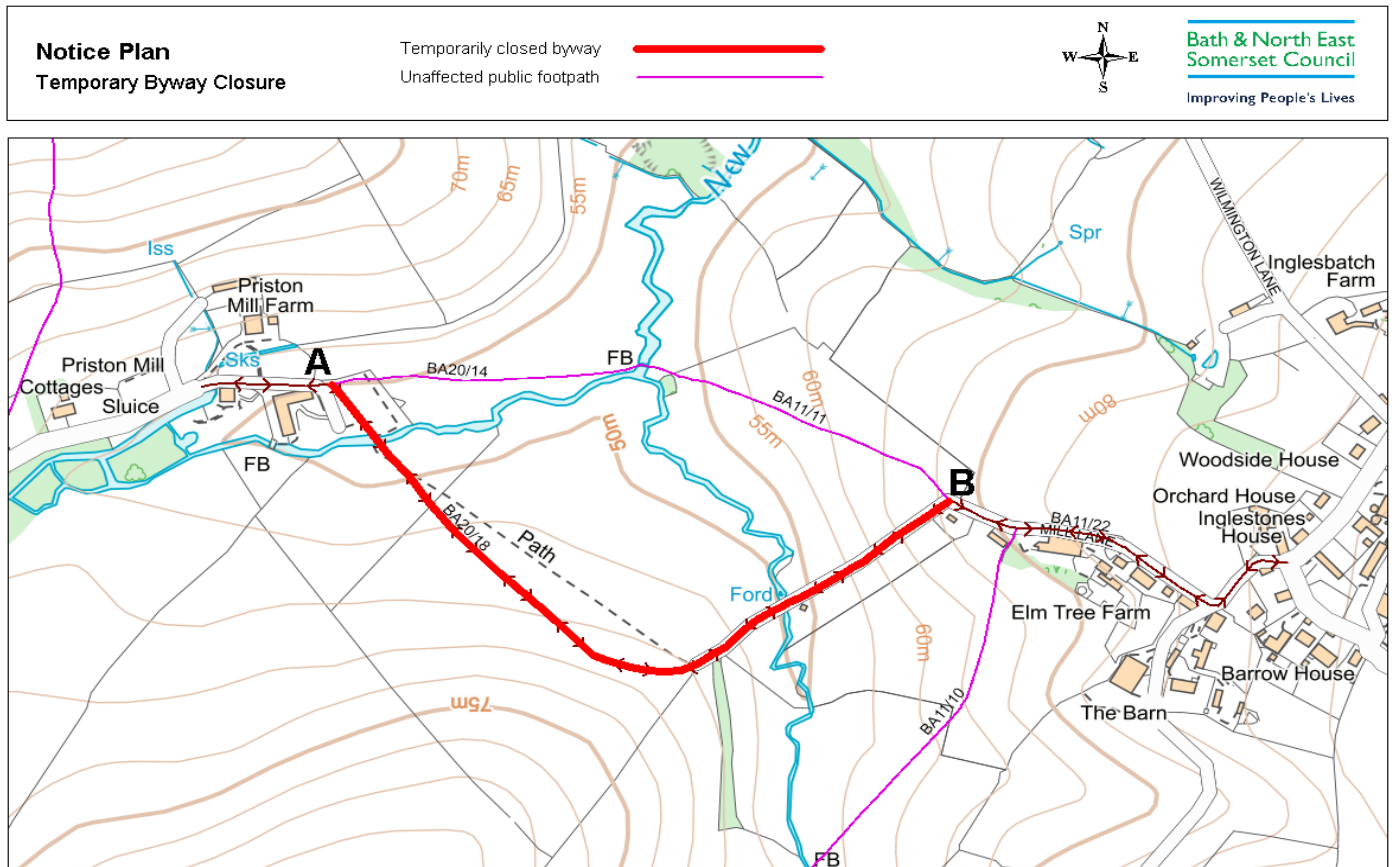 Notice Plan
Temporary Byway Closure
Temporarily closed byway
Unaffected public footpath
N
W E
S
Bath & North East
Somerset Council
Improving People's Lives
70m
65m
55m
New
WILMINGTON LANE
Spr
Iss
Inglesbatch
Farm
Priston
Mill Farm
Priston Mill
Cottages
Sluice
Sks
A
BA20/14
FB
BA11/11
60m
55m
50m
80m
FB
Woodside House
B
Orchard House
Inglestones
House
BA11/22
MILL LANE
BA20/18
Path
Ford
Elm Tree Farm
60m
Barrow House
The Barn
75m
BA11/10
FB